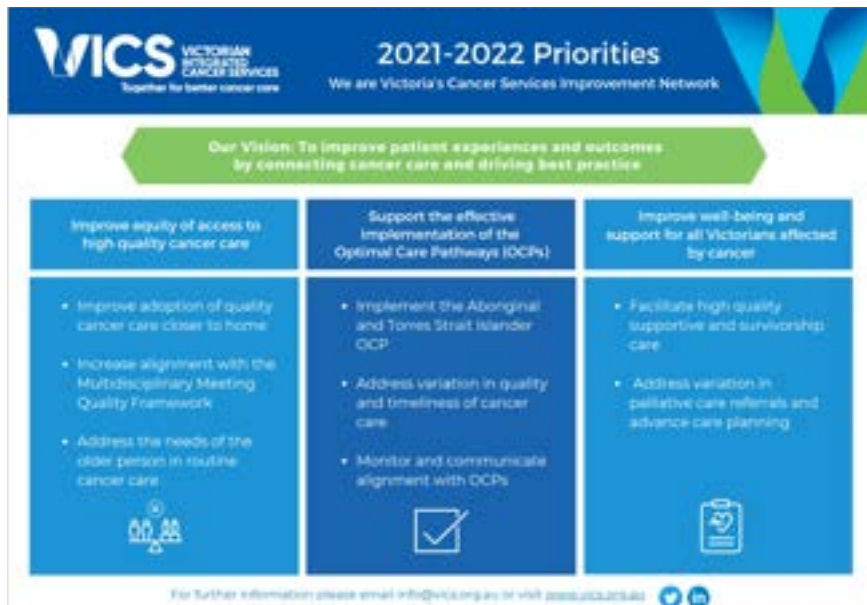 VICS
VICTORIAN
INTEGRATED
CANCER SERVICES
Together for better cancer care
2021-2022 Priorities
We are Victoria's Cancer Services Improvement Network
Our Vision: To improve patient experiences and outcomes
by connecting cancer care and driving best practice
Improve equity of access to
high quality cancer care
• Improve adoption of quality
cancer care closer to home
• Increase alignment with the
Multidisciplinary Meeting
Quality Framework
• Address the needs of the
older person in routine
cancer care
Support the effective
implementation of the
Optimal Care Pathways (OCPs)
• Implement the Aboriginal
and Torres Strait Islander
OCP
• Address variation in quality
and timeliness of cancer
care
• Monitor and communicate
alignment with OCPs
Improve well-being and
support for all Victorians affected
by cancer
• Facilitate high quality
supportive and survivorship
care
• Address variation in
palliative care referrals and
advance care planning
For further information please email info@vics.org.au or visit www.vics.org.au
in